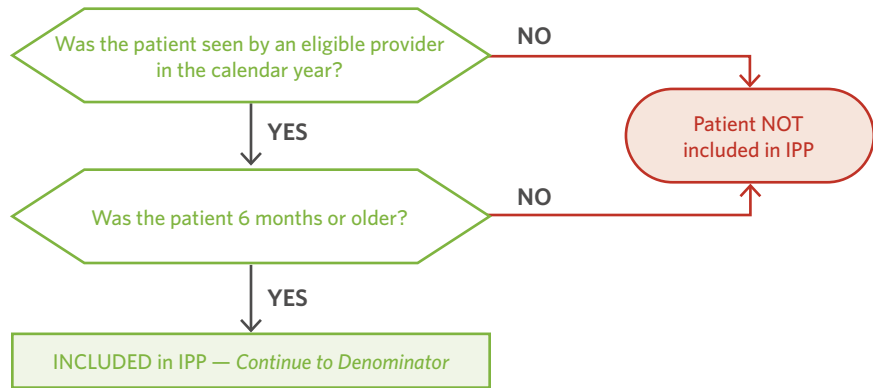 Was the patient seen by an eligible provider
in the calendar year?
NO
Patient NOT
included in IPP
YES
Was the patient 6 months or older?
NO
YES
INCLUDED in IPP — Continue to Denominator